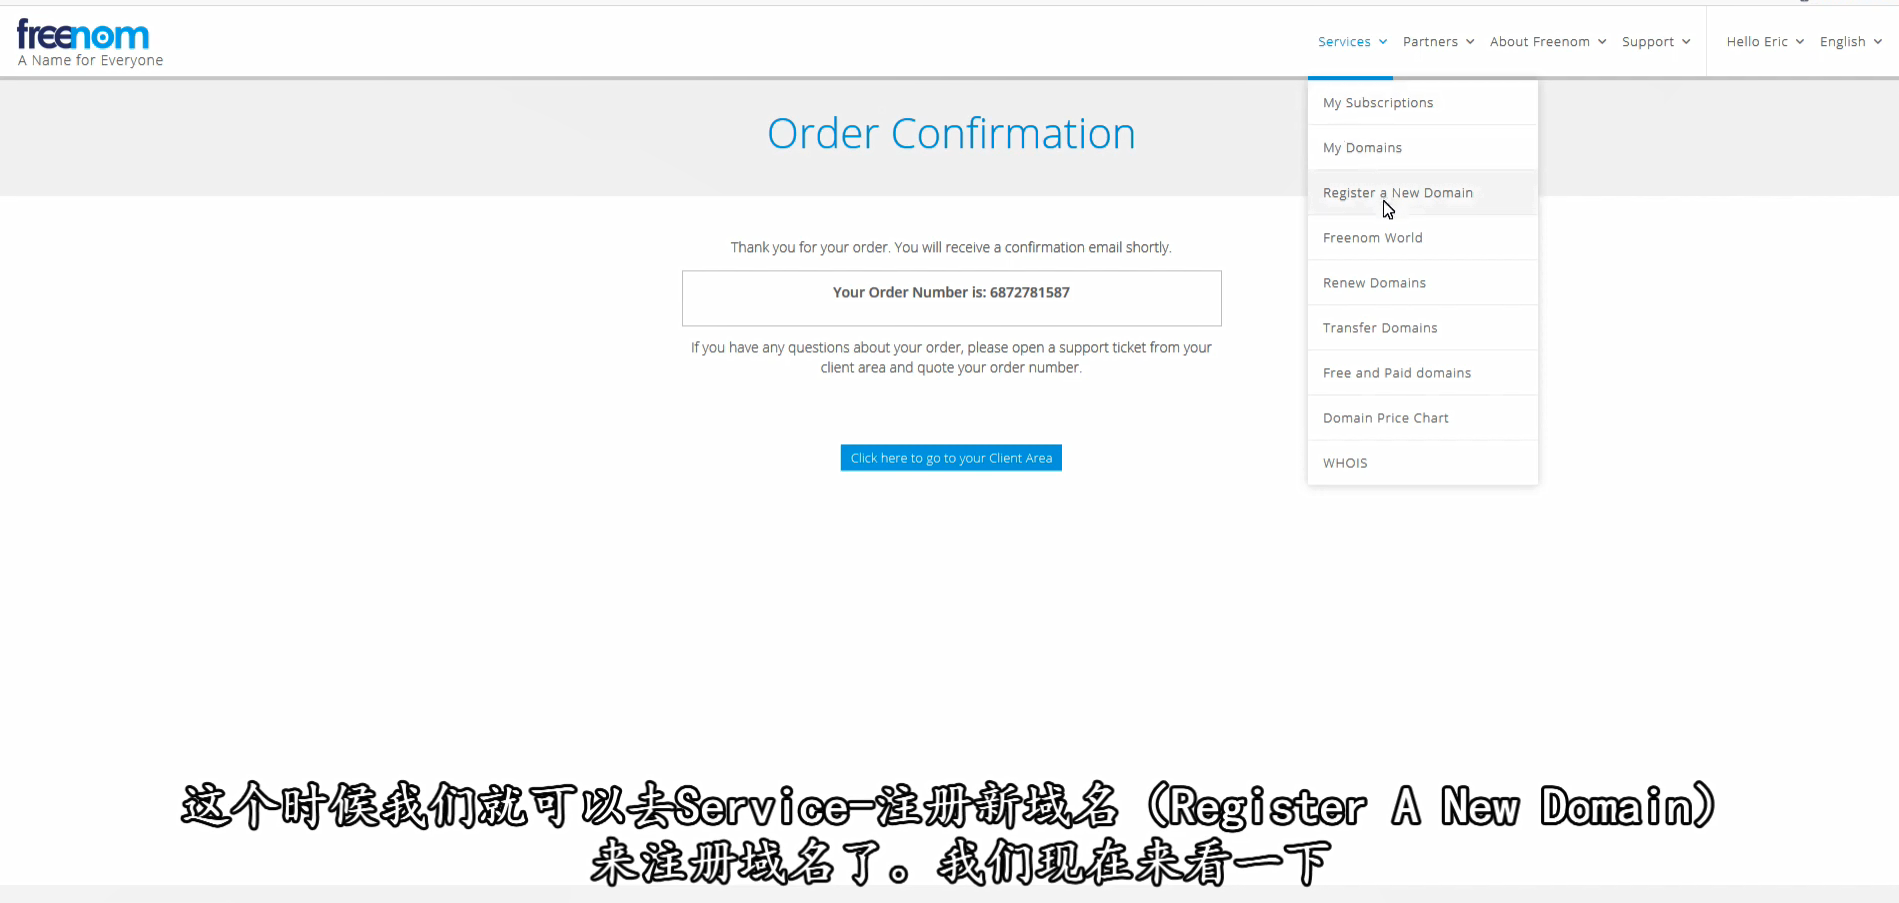 freenom
A Name for Everyone
Services
Partners
About Freenom
Support
Hello Eric
English
My Subscriptions
My Domains
Register a New Domain
Freenom World
Renew Domains
Transfer Domains
Free and Paid domains
Domain Price Chart
WHOIS
Order Confirmation
Thank you for your order. You will receive a confirmation email shortly.
Your Order Number is: 6872781587
If you have any questions about your order, please open a support ticket from your
client area and quote your order number.
Click here to go to your Client Area
这个时候我们就可以去Service-注册新域名（Register A New Domain）
来注册域名了。我们现在来看一下